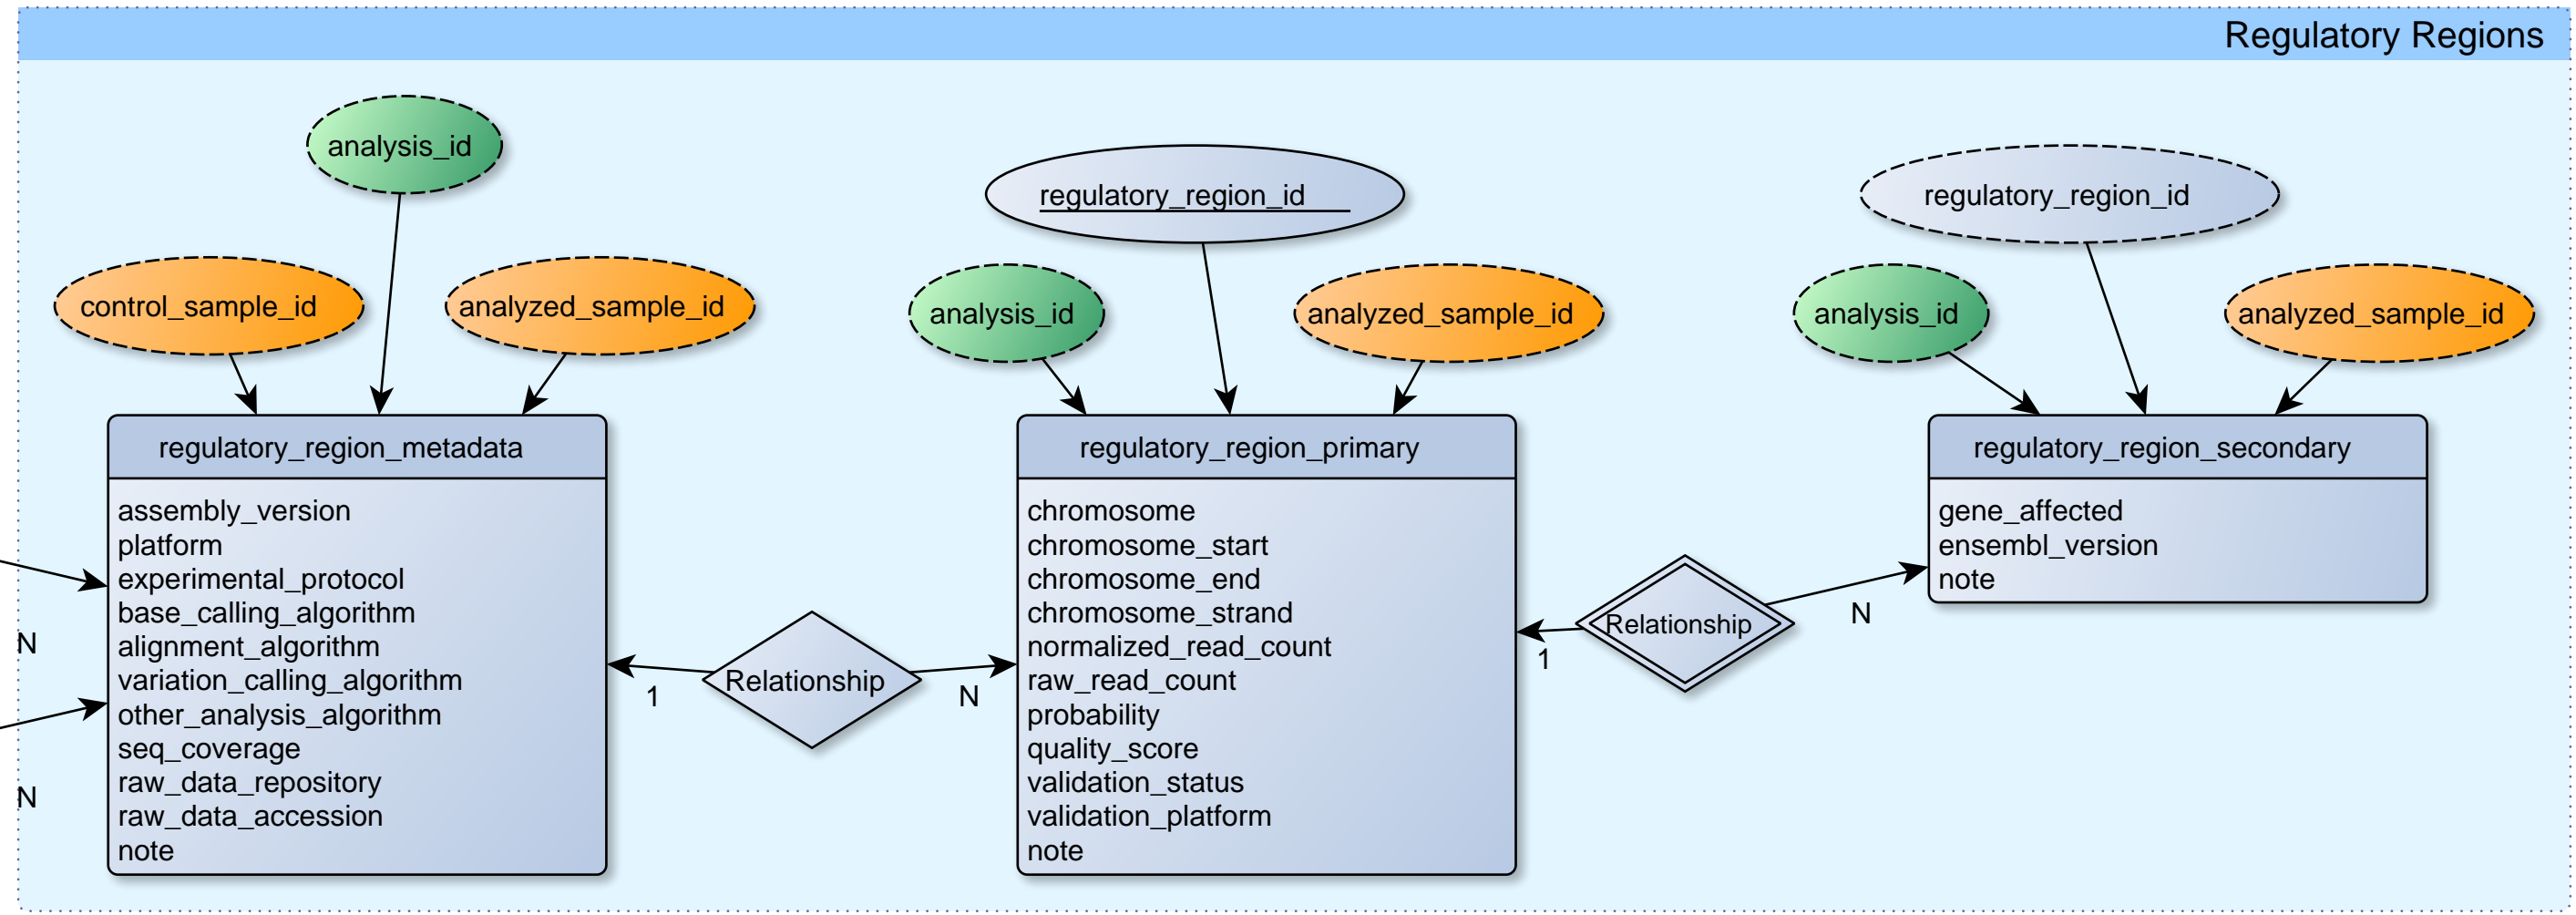 Regulatory Regions
analysis_id
control_sample_id
analyzed_sample_id
regulatory_region_metadata
assembly_version
platform
experimental_protocol
base_calling_algorithm
alignment_algorithm
variation_calling_algorithm
other_analysis_algorithm
seq_coverage
raw_data_repository
raw_data_accession
note
N
N
1
Relationship
N
regulatory_region_id
analysis_id
analyzed_sample_id
regulatory_region_primary
chromosome
chromosome_start
chromosome_end
chromosome_strand
normalized_read_count
raw_read_count
probability
quality_score
validation_status
validation_platform
note
1
Relationship
N
regulatory_region_id
analysis_id
analyzed_sample_id
regulatory_region_secondary
gene_affected
ensembl_version
note